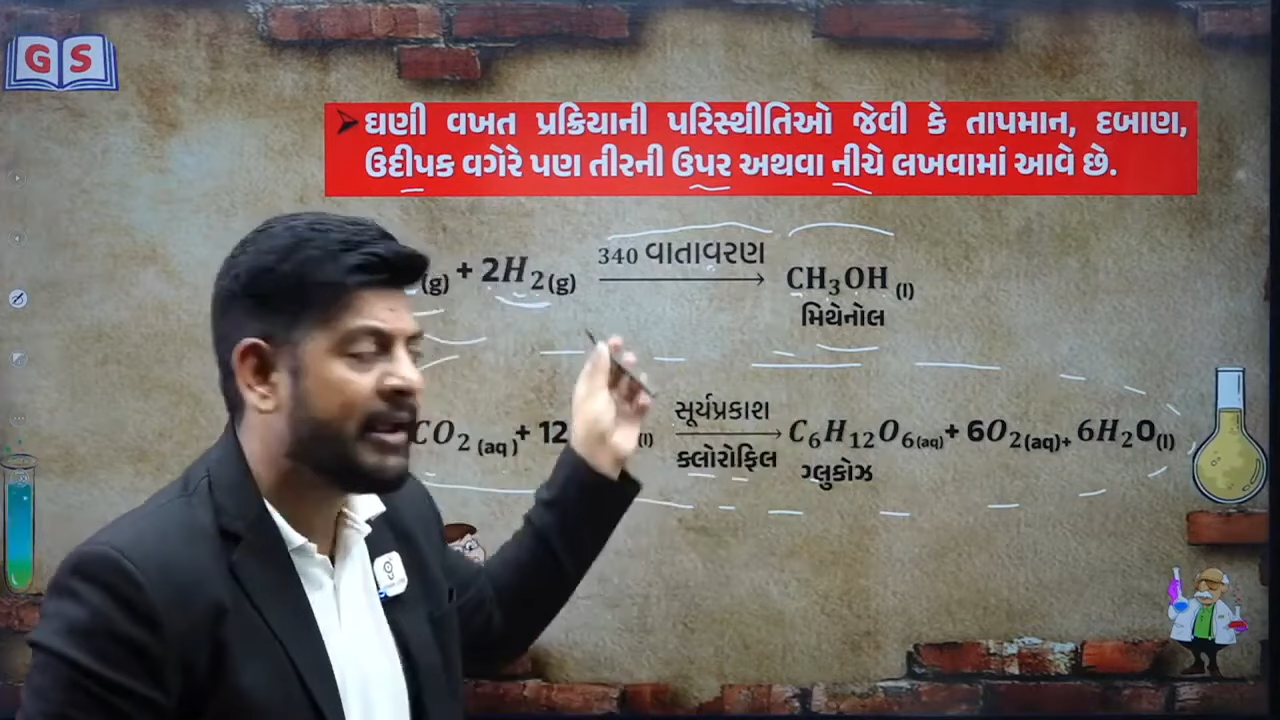 GS
➤ ઘણી વખત પ્રક્રિયાની પરિસ્થીતિઓ જેવી કે તાપમાન, દબાણ,
ઉદીપક વગેરે પણ તીરની ઉપર અથવા નીચે લખવામાં આવે છે.
340 વાતાવરણ
(g) + 2H₂(g) ⟶ CH₃OH (l)
મિથેનોલ
સૂર્યપ્રકાશ
CO₂ (aq) + 12 (l) ⟶ C₆H₁₂O₆(aq) + 6O₂(aq)+ 6H₂O(l)
ક્લોરોફિલ ગ્લુકોઝ